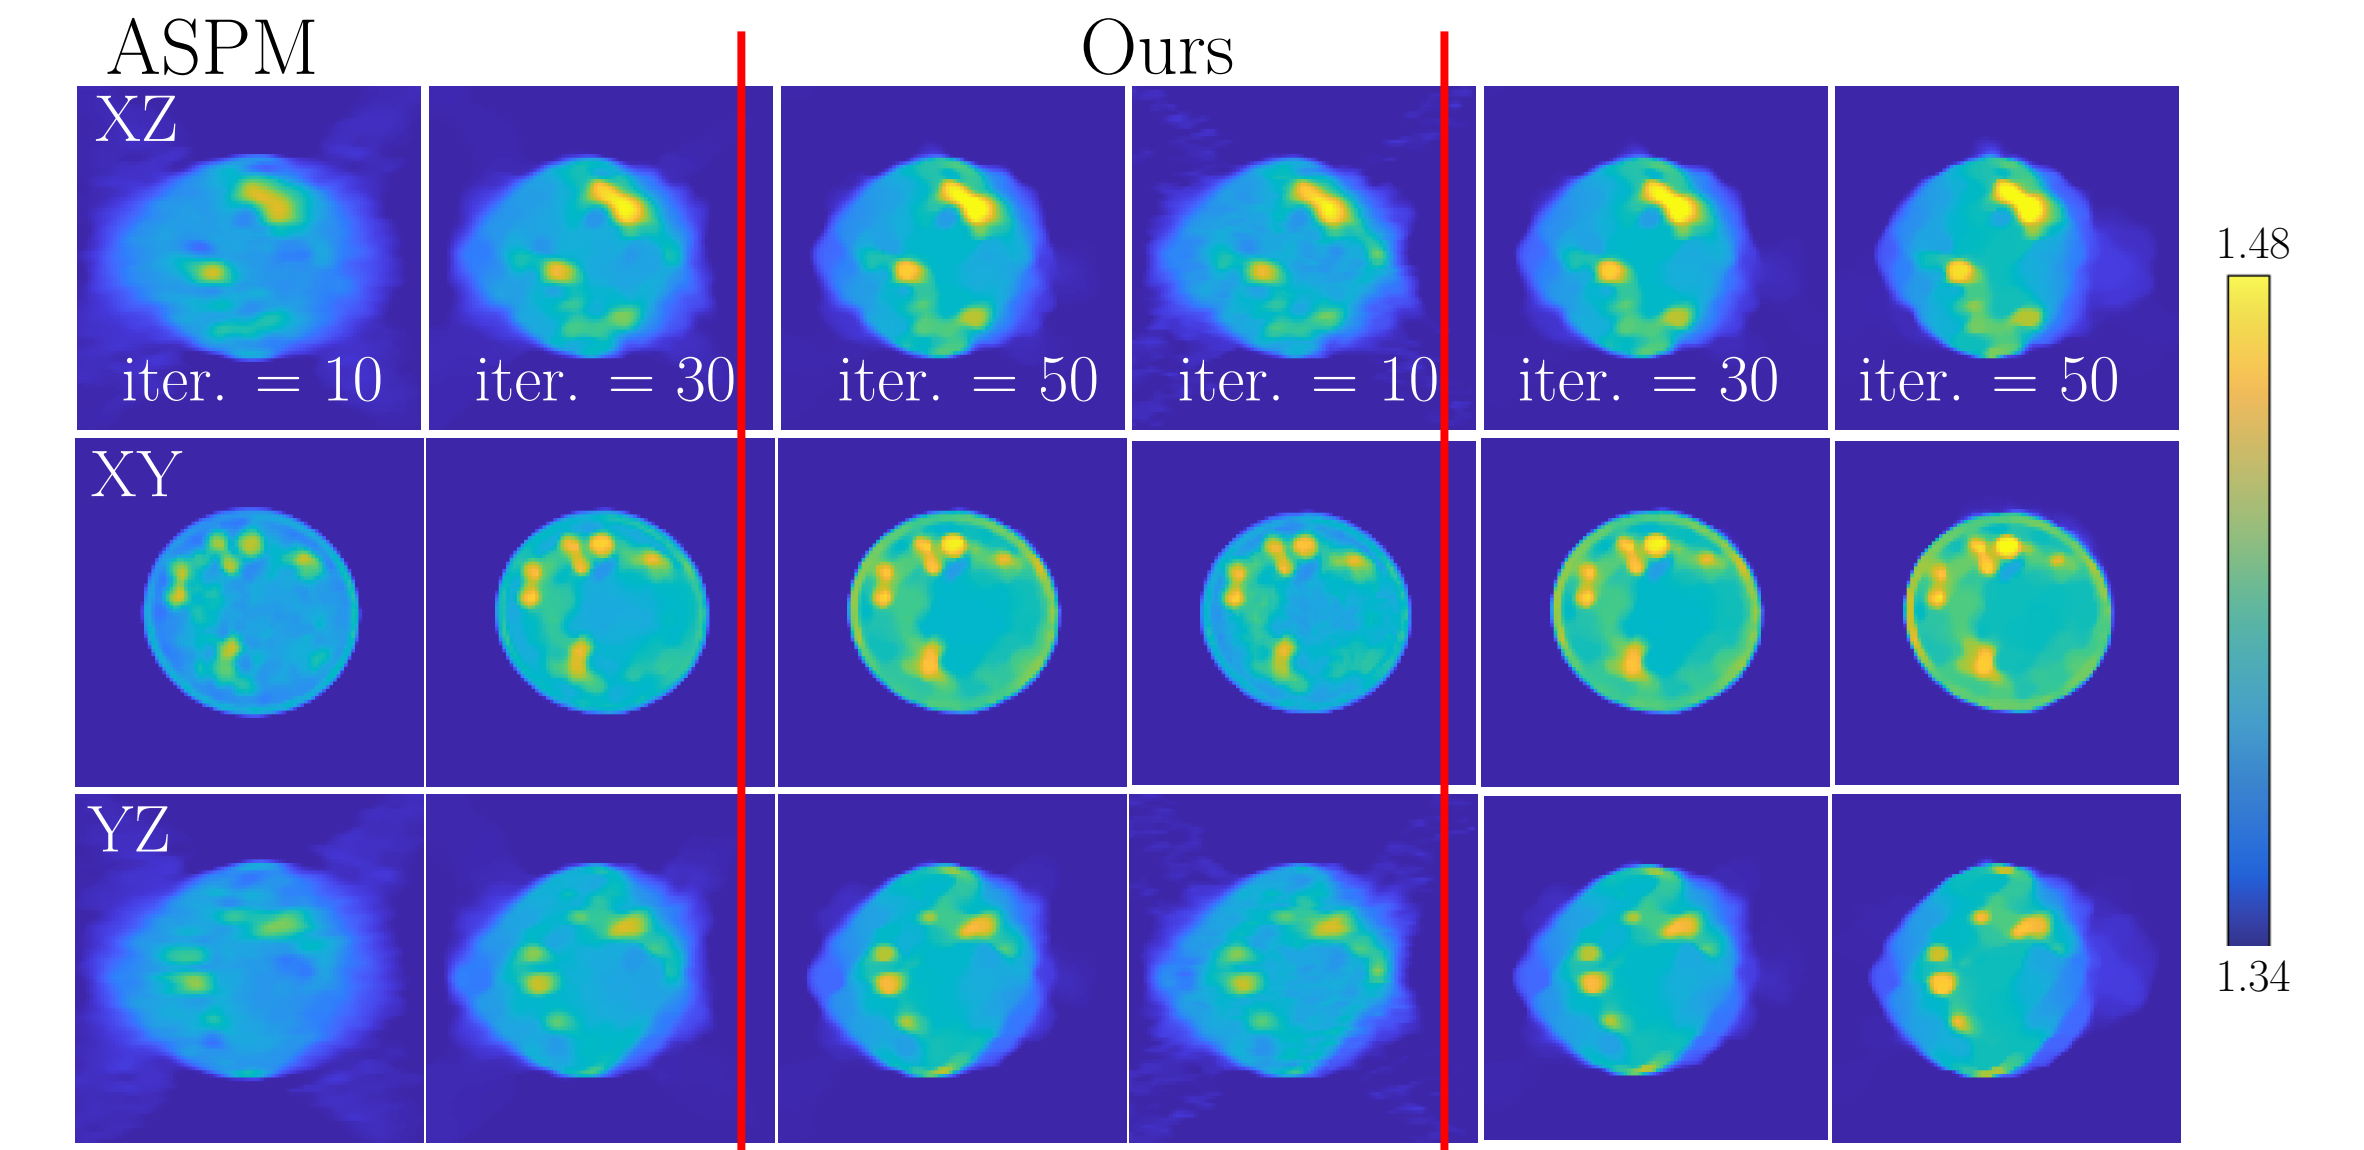 ASPM
Ours
XZ
iter. = 10
iter. = 30
iter. = 50
iter. = 10
iter. = 30
iter. = 50
XY
YZ
1.48
1.34